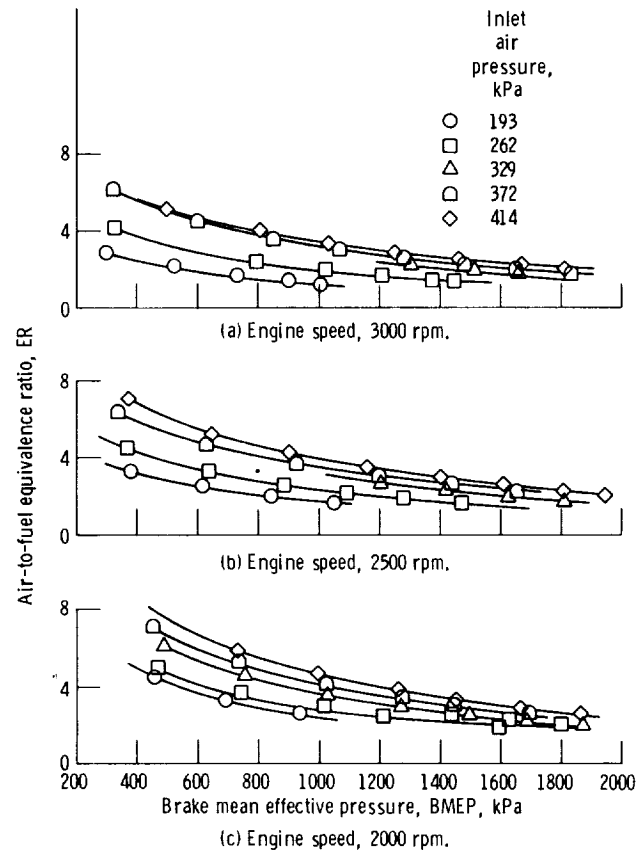 Inlet
air
pressure,
kPa
193
262
329
372
414
Air-to-fuel equivalence ratio, ER
8
4
0
(a) Engine speed, 3000 rpm.
8
4
0
(b) Engine speed, 2500 rpm.
8
4
0
200 400 600 800 1000 1200 1400 1600 1800 2000
Brake mean effective pressure, BMEP, kPa
(c) Engine speed, 2000 rpm.